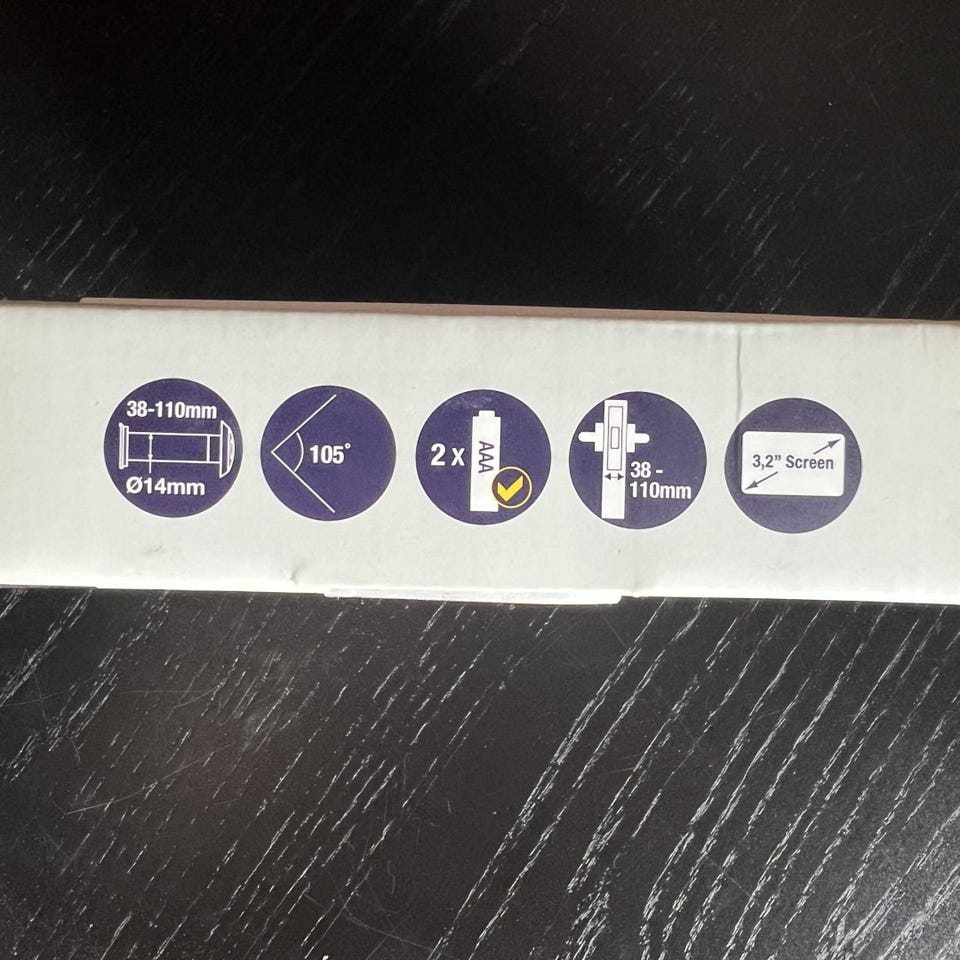 38-110mm
Ø14mm
105°
2 x
AAA
38 -
110mm
3,2” Screen